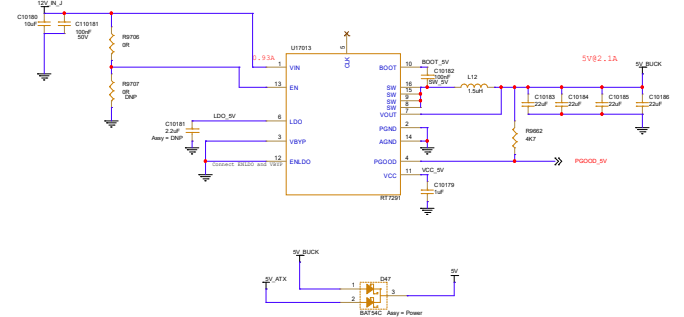 12V_IN_J
C10180
10uF
C110181
100nF
50V
R9706
0R
R9707
0R
DNP
0.93A
U17013
5
CLK
1
VIN
13
EN
LDO_5V
C10181
2.2uF
Assy = DNP
6
LDO
3
VBYP
12
ENLDO
Connect ENLDO and VBYP
BOOT
10
BOOT_5V
C10182
100nF
SW_5V
SW
16
SW
15
SW
9
SW
8
VOUT
7
PGND
2
AGND
14
PGOOD
4
VCC
11
VCC_5V
C10179
1uF
RT7291
L12
1.5uH
5V@2.1A
5V_BUCK
C10183
22uF
C10184
22uF
C10185
22uF
C10186
22uF
R9662
4K7
PGOOD_5V
5V_BUCK
5V_ATX
D47
5V
1
2
3
BAT54C
Assy = Power